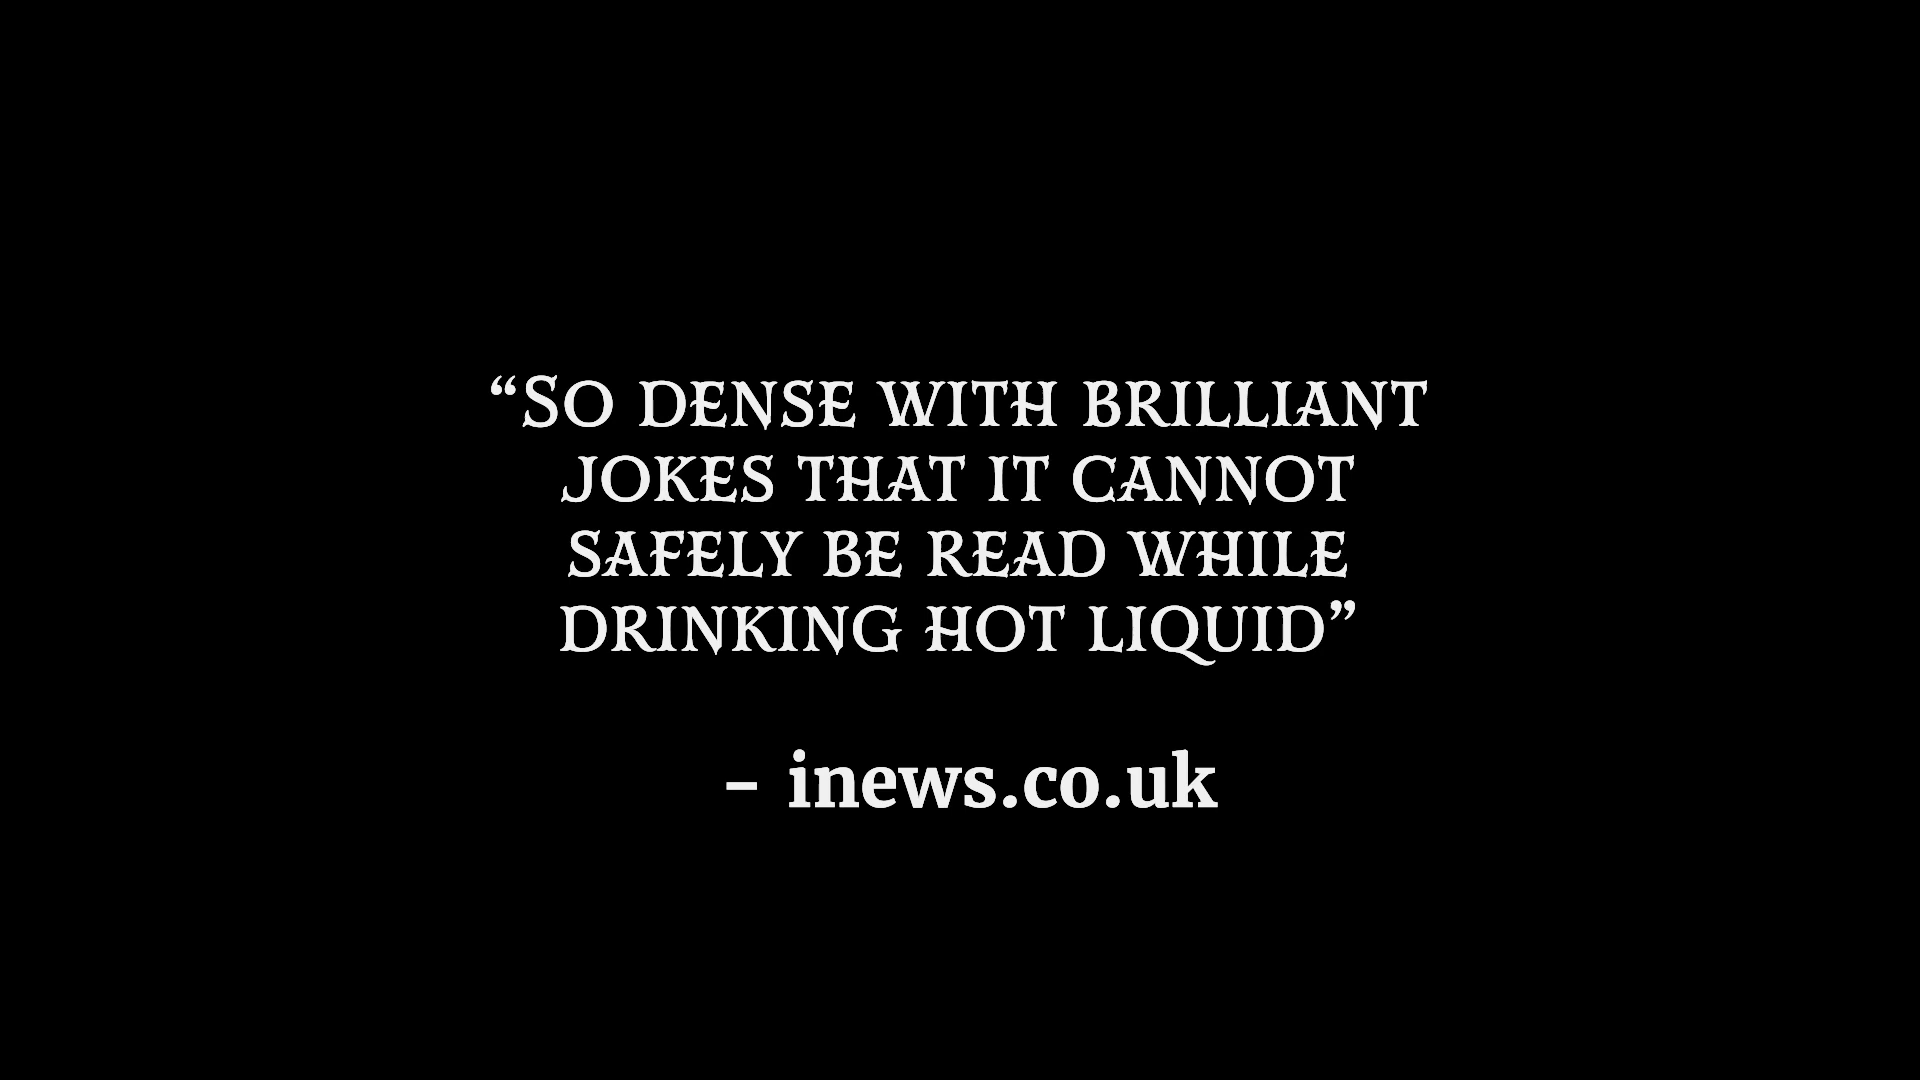 “So dense with brilliant
jokes that it cannot
safely be read while
drinking hot liquid”
– inews.co.uk